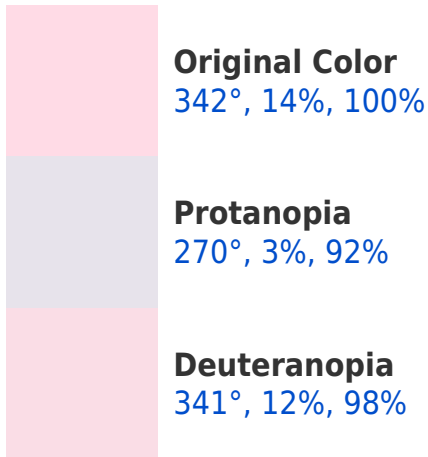 Original Color
342°, 14%, 100%
Protanopia
270°, 3%, 92%
Deuteranopia
341°, 12%, 98%